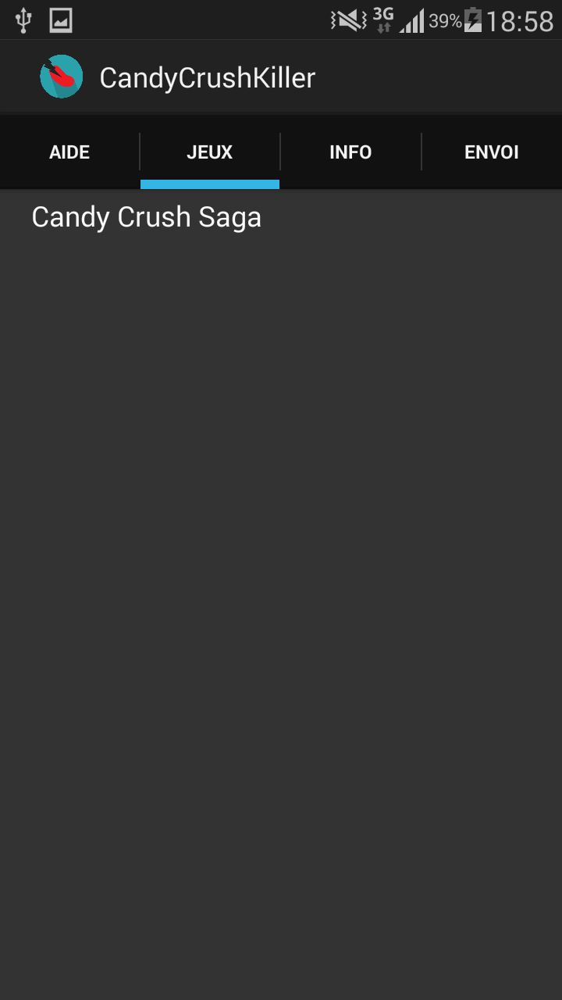 3G 39% 18:58
CandyCrushKiller
AIDE JEUX INFO ENVOI
Candy Crush Saga